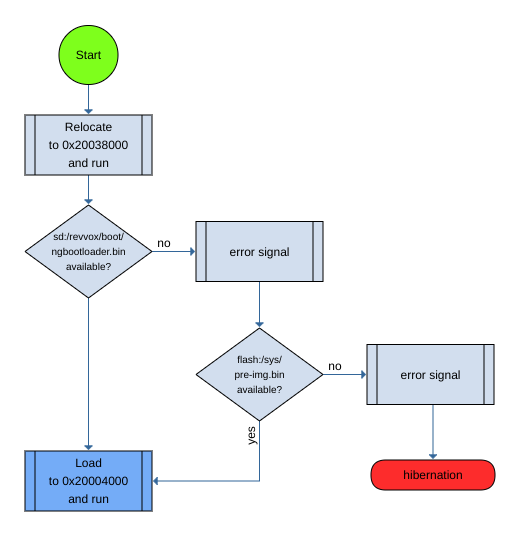 Start
Relocate
to 0x20038000
and run
sd:/revvox/boot/
ngbootloader.bin
available?
no
error signal
flash:/sys/
pre-img.bin
available?
no
error signal
yes
Load
to 0x20004000
and run
hibernation